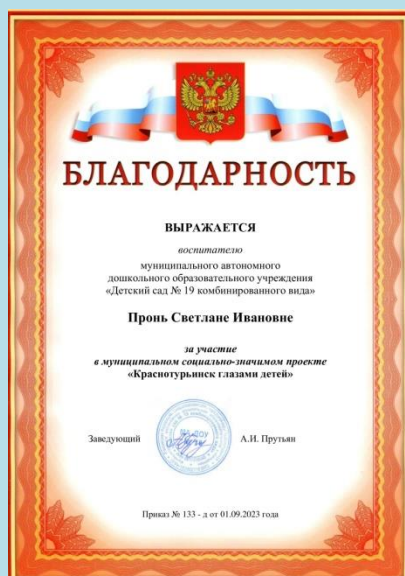 БЛАГОДАРНОСТЬ
ВЫРАЖАЕТСЯ
воспитателю
муниципального автономного
дошкольного образовательного учреждения
«Детский сад № 19 комбинированного вида»
Пронь Светлане Ивановне
за участие
в муниципальном социально-значимом проекте
«Краснотурьинск глазами детей»
Заведующий А.И. Прутьян
Приказ № 133 - д от 01.09.2023 года